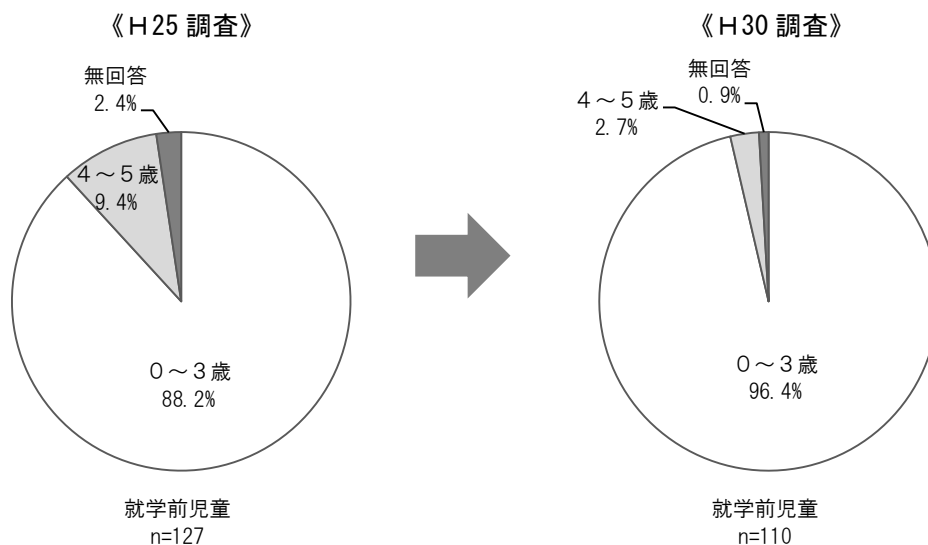 《Ｈ25 調査》
無回答
2.4%
４～５歳
9.4%
０～３歳
88.2%
就学前児童
n=127
《Ｈ30 調査》
無回答
0.9%
４～５歳
2.7%
０～３歳
96.4%
就学前児童
n=110